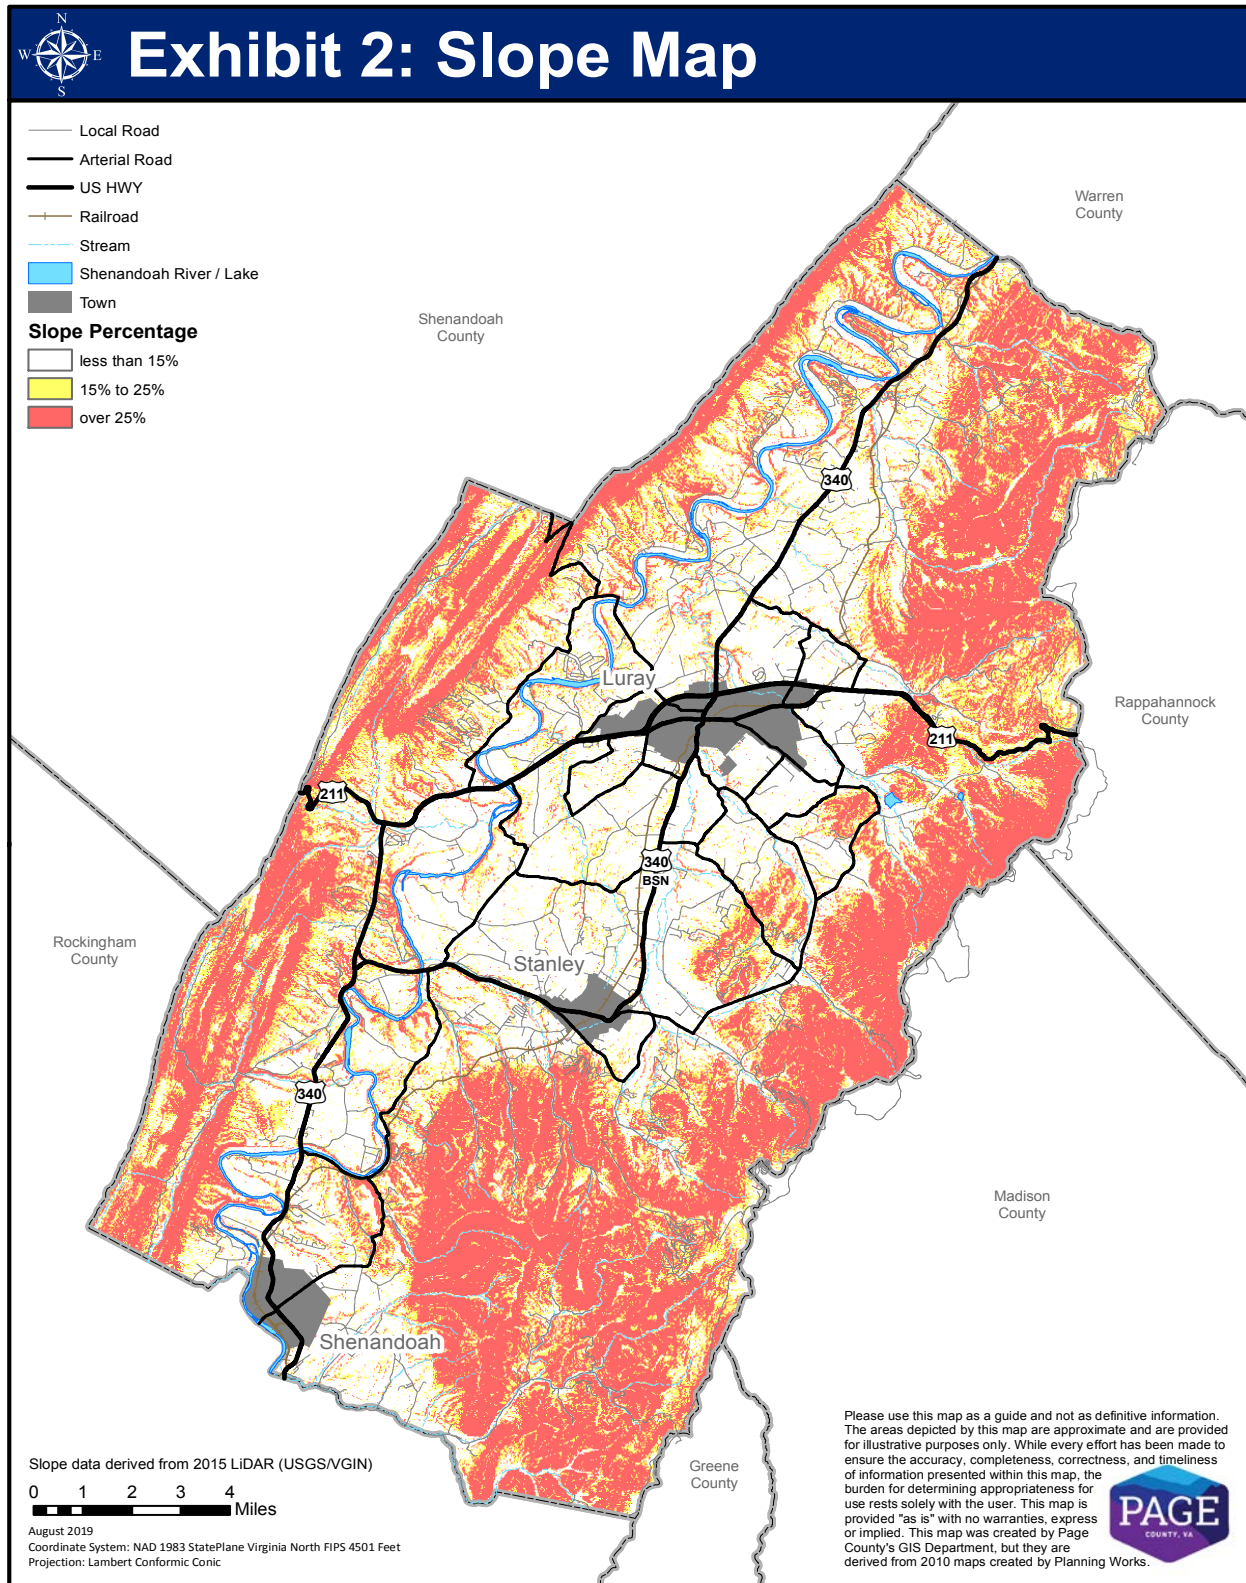 N
W
E
S
Exhibit 2: Slope Map
Local Road
Arterial Road
US HWY
Railroad
Stream
Shenandoah River / Lake
Town
Slope Percentage
less than 15%
15% to 25%
over 25%
Warren
County
Shenandoah
County
340
Luray
Rappahannock
County
211
211
340
BSN
Rockingham
County
Stanley
340
Madison
County
Shenandoah
Greene
County
Slope data derived from 2015 LiDAR (USGS/VGIN)
0 1 2 3 4
Miles
August 2019
Coordinate System: NAD 1983 StatePlane Virginia North FIPS 4501 Feet
Projection: Lambert Conformic Conic
Please use this map as a guide and not as definitive information.
The areas depicted by this map are approximate and are provided
for illustrative purposes only. While every effort has been made to
ensure the accuracy, completeness, correctness, and timeliness
of information presented within this map, the
burden for determining appropriateness for
use rests solely with the user. This map is
provided "as is" with no warranties, express
or implied. This map was created by Page
County's GIS Department, but they are
derived from 2010 maps created by Planning Works.
PAGE
COUNTY, VA